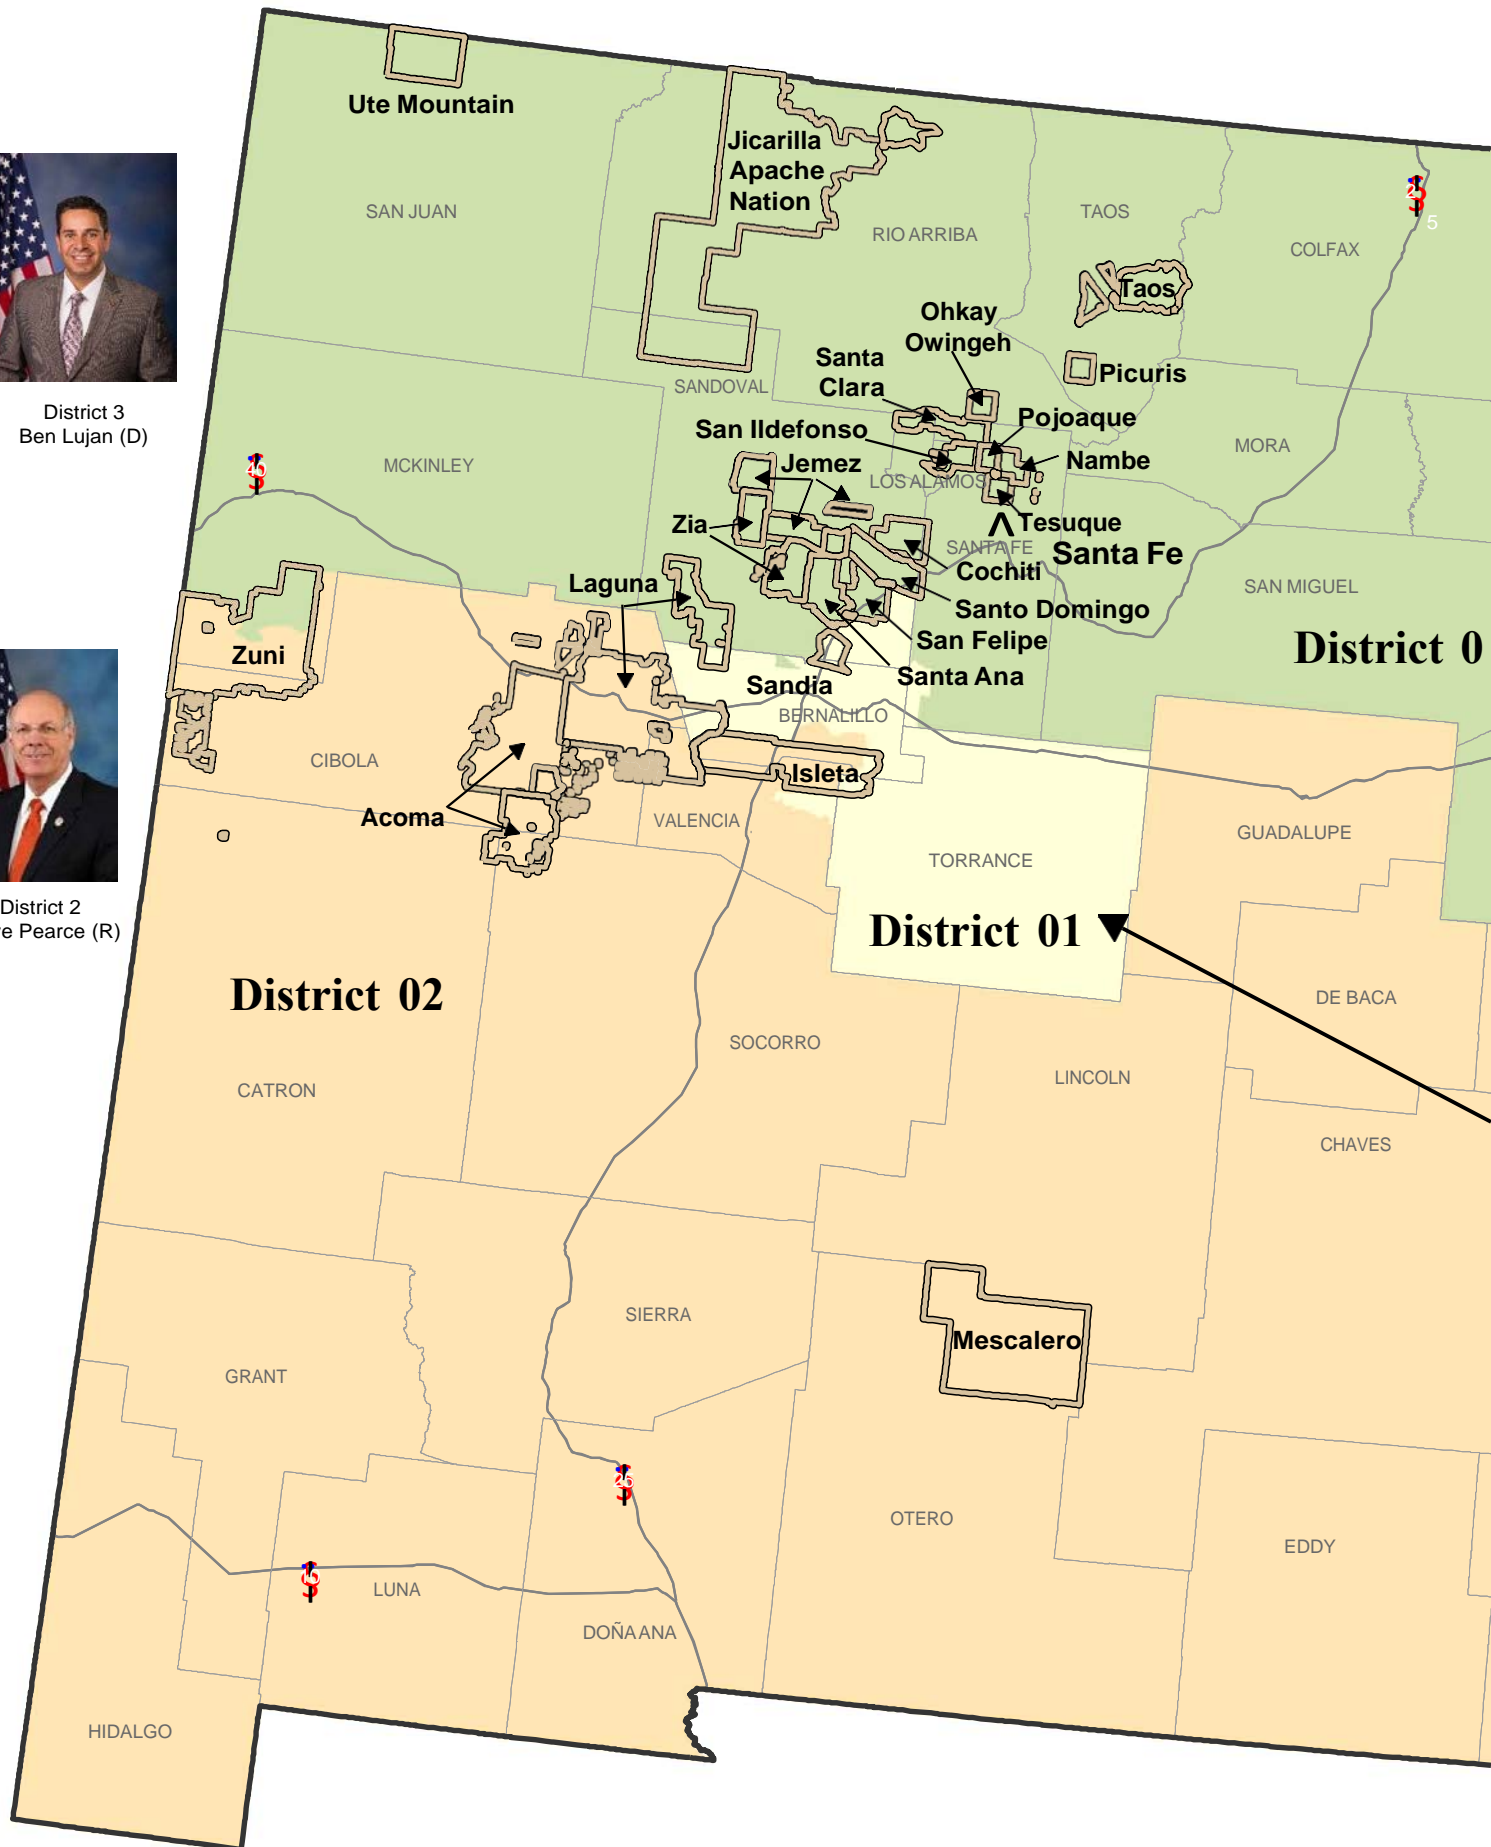 Ute Mountain
Jicarilla
Apache
Nation
SAN JUAN
RIO ARRIBA
TAOS
COLFAX
5
Taos
Ohkay
Owingeh
Santa
Clara
Picuris
SANDOVAL
District 3
Ben Lujan (D)
Pojoaque
San Ildefonso
MORA
MCKINLEY
Jemez
Nambe
LOS ALAMOS
Zia
Tesuque
SANTA FE
Santa Fe
Cochiti
Laguna
SAN MIGUEL
Santo Domingo
San Felipe
District 0
Zuni
Santa Ana
Sandia
BERNALILLO
CIBOLA
Isleta
Acoma
VALENCIA
GUADALUPE
TORRANCE
District 2
e Pearce (R)
District 01
District 02
DE BACA
SOCORRO
LINCOLN
CATRON
CHAVES
SIERRA
Mescalero
GRANT
OTERO
EDDY
LUNA
DOÑA ANA
HIDALGO